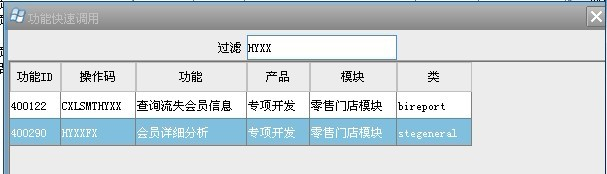 功能快速调用
过滤 HYXX
功能ID 操作码 功能 产品 模块 类
400122 CXLSMTHYXX 查询流失会员信息 专项开发 零售门店模块 bireport
400290 HYXXFX 会员详细分析 专项开发 零售门店模块 stegeneral